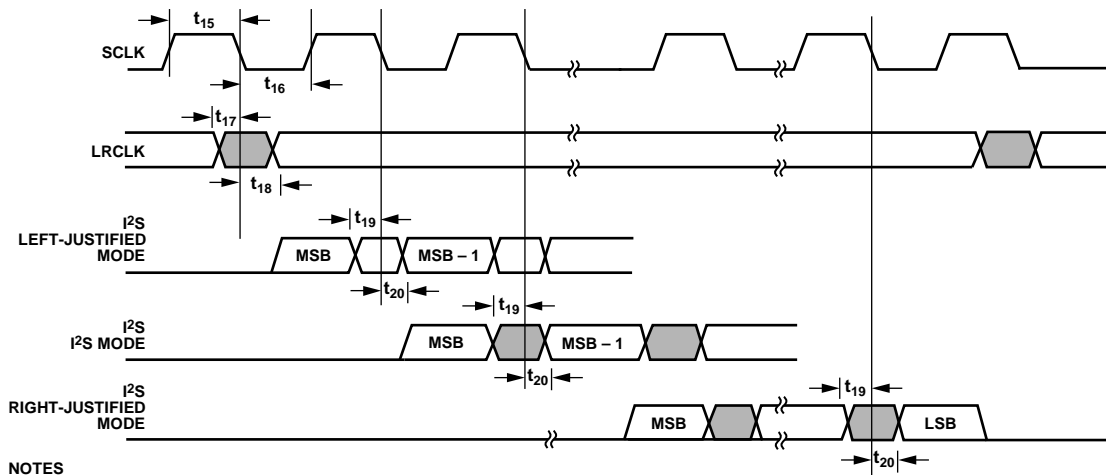 t15
SCLK
t16
t17
LRCLK
t18
I2S
LEFT-JUSTIFIED
MODE
t19
MSB
MSB – 1
t20
I2S
I2S MODE
t19
MSB
MSB – 1
t20
I2S
RIGHT-JUSTIFIED
MODE
t19
MSB
LSB
t20
NOTES